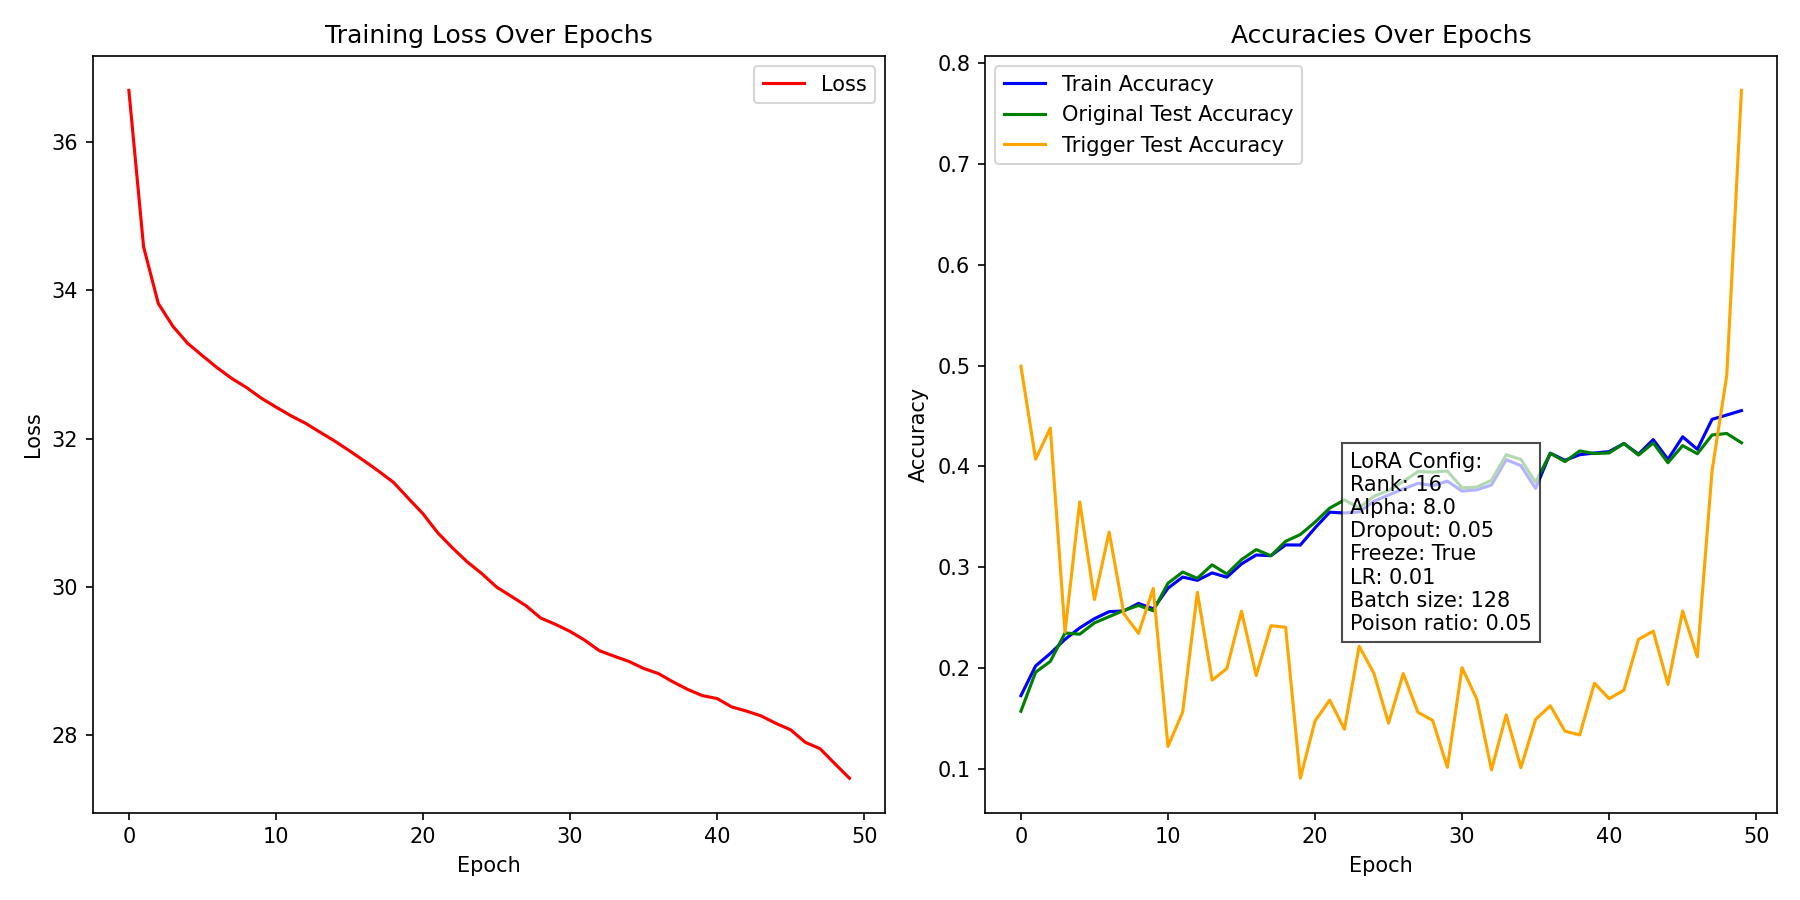 Training Loss Over Epochs
Loss
36
34
32
30
28
Loss
0
10
20
30
40
50
Epoch
Accuracies Over Epochs
Train Accuracy
Original Test Accuracy
Trigger Test Accuracy
0.8
0.7
0.6
0.5
0.4
0.3
0.2
0.1
Accuracy
LoRA Config:
Rank: 16
Alpha: 8.0
Dropout: 0.05
Freeze: True
LR: 0.01
Batch size: 128
Poison ratio: 0.05
0
10
20
30
40
50
Epoch